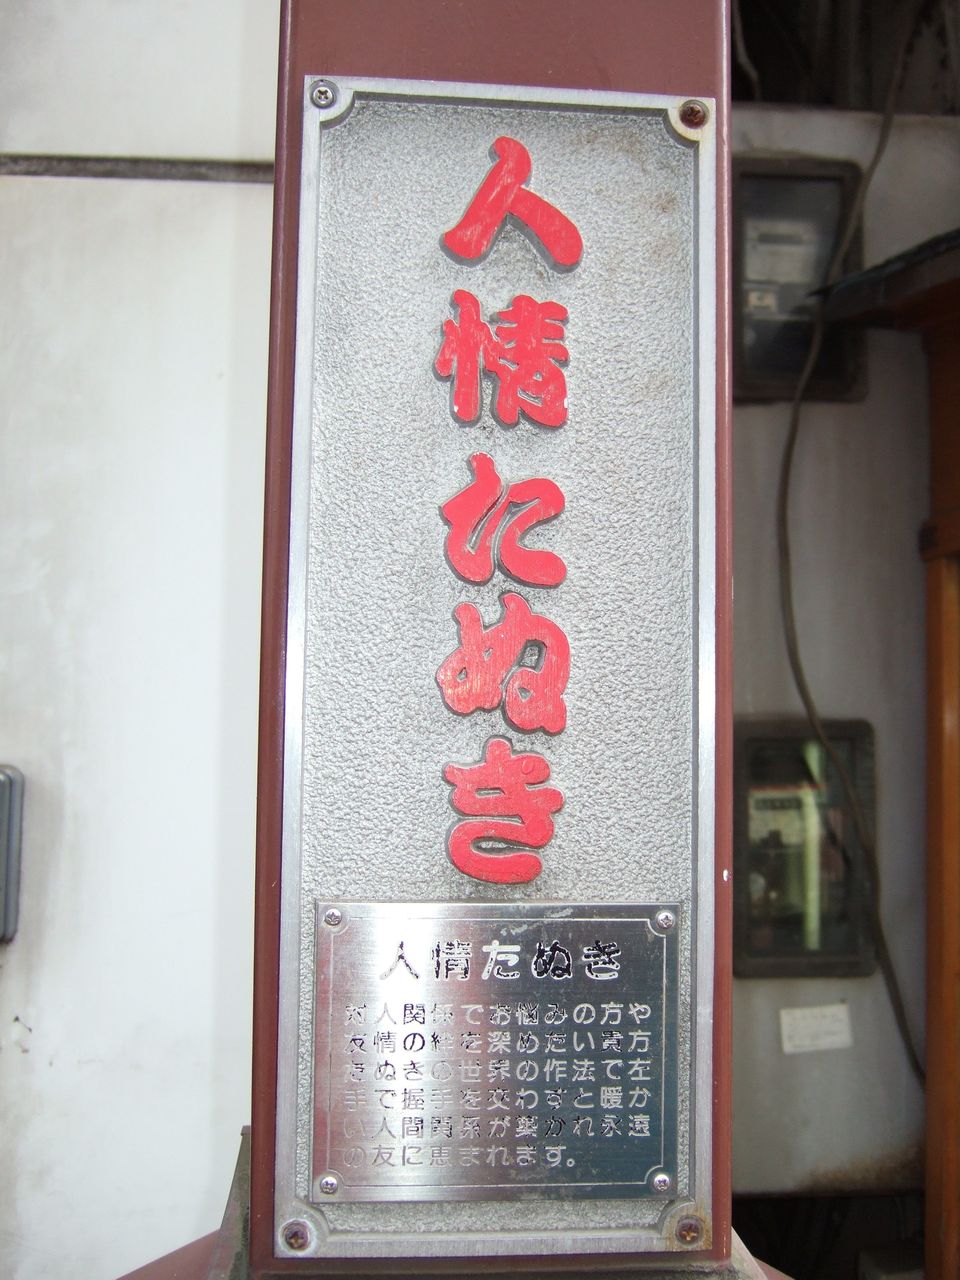 人情たぬき
人情たぬき
対人関係でお悩みの方や
友情の絆を深めたい貴方
たぬきの世界の作法で左
手で握手を交わすと暖か
い人間関系が築かれ永遠
の友に恵まれます。